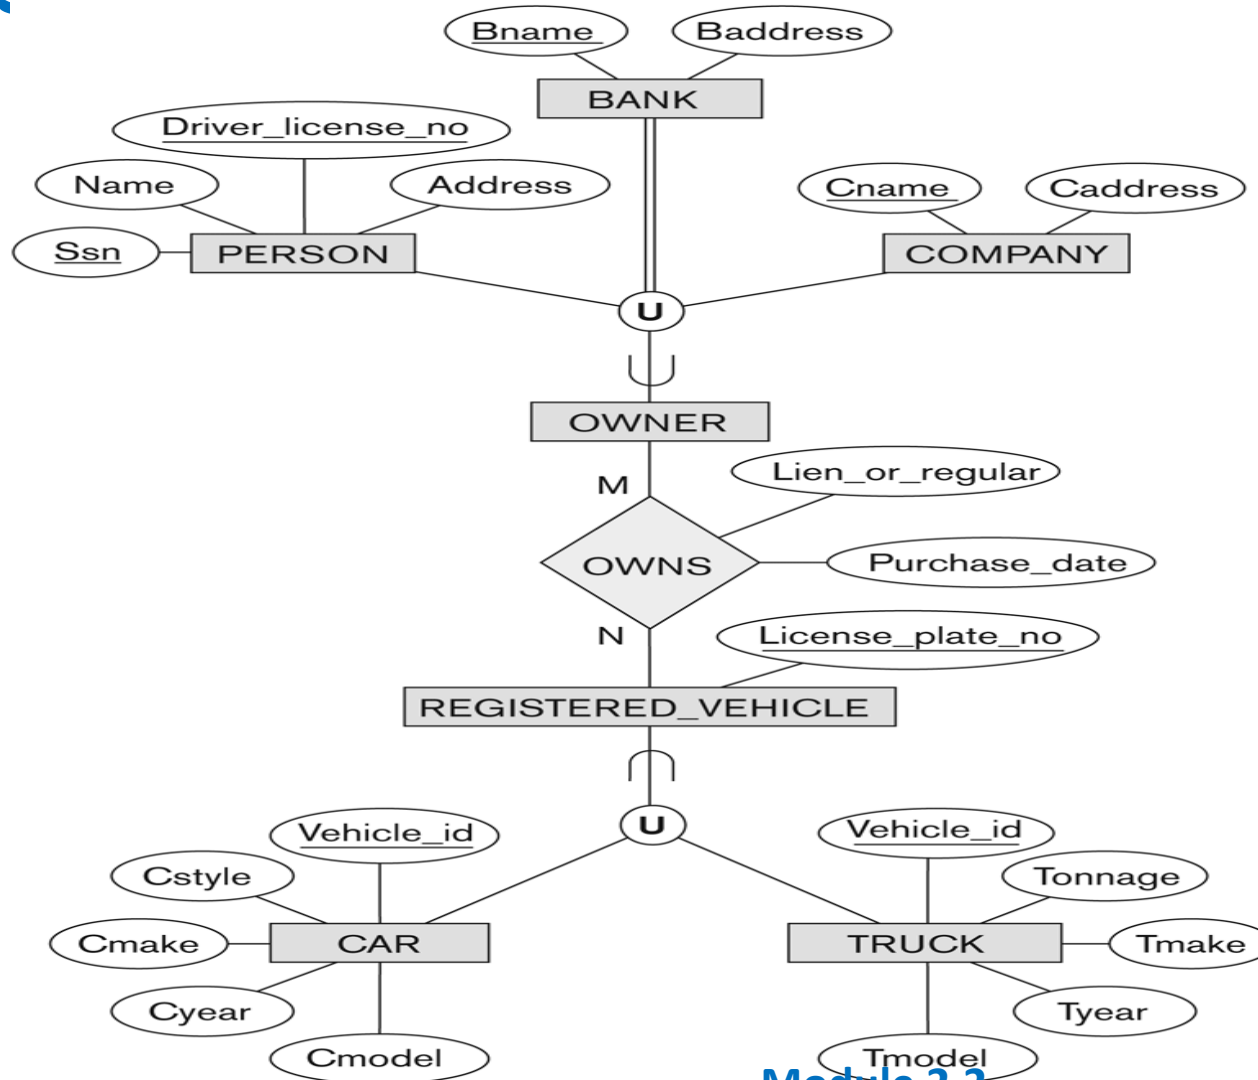 Bname
Baddress
BANK
Driver_license_no
Name
Address
Cname
Caddress
Ssn
PERSON
COMPANY
U
OWNER
M
Lien_or_regular
OWNS
Purchase_date
N
License_plate_no
REGISTERED_VEHICLE
U
Vehicle_id
Vehicle_id
Cstyle
Tonnage
Cmake
CAR
TRUCK
Tmake
Cyear
Tyear
Cmodel
Tmodel